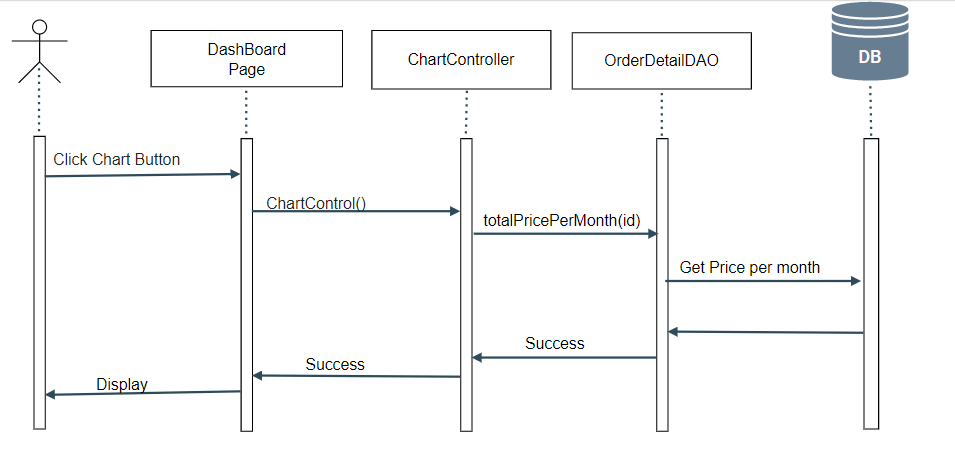 DashBoard
Page
ChartController
OrderDetailDAO
DB
Click Chart Button
ChartControl()
totalPricePerMonth(id)
Get Price per month
Success
Success
Display